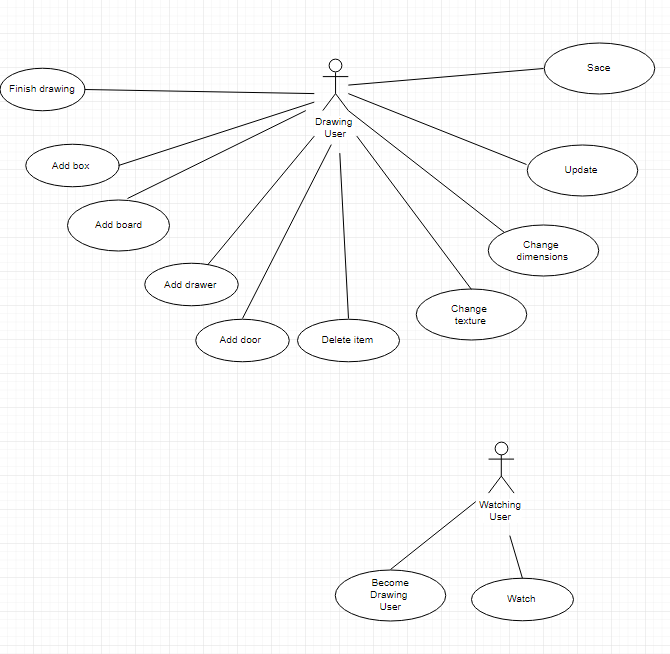 Sace
Finish drawing
Drawing
User
Add box
Update
Add board
Change
dimensions
Add drawer
Change
texture
Add door
Delete item
Watching
User
Become
Drawing
User
Watch